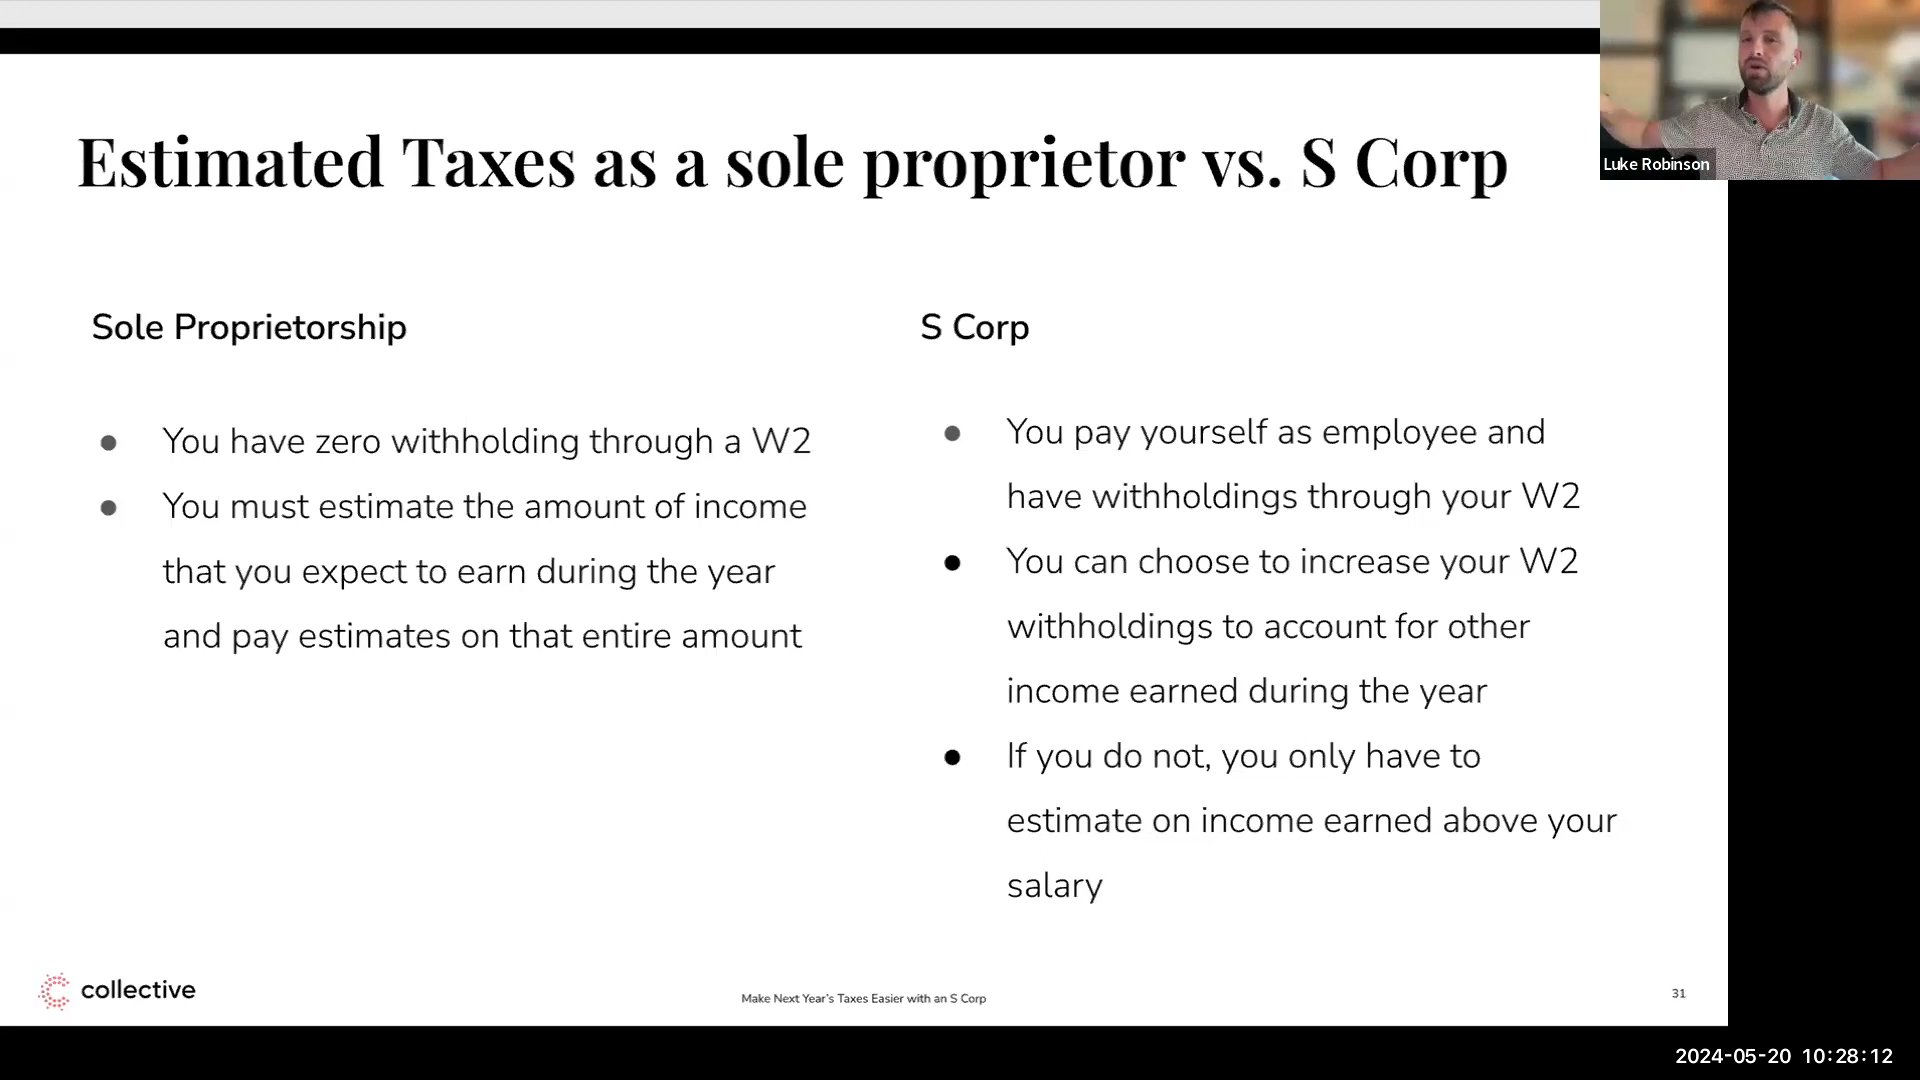 Estimated Taxes as a sole proprietor vs. S Corp
Luke Robinson
Sole Proprietorship
● You have zero withholding through a W2
● You must estimate the amount of income
that you expect to earn during the year
and pay estimates on that entire amount
S Corp
● You pay yourself as employee and
have withholdings through your W2
● You can choose to increase your W2
withholdings to account for other
income earned during the year
● If you do not, you only have to
estimate on income earned above your
salary
collective
Make Next Year's Taxes Easier with an S Corp
31
2024-05-20 10:28:12